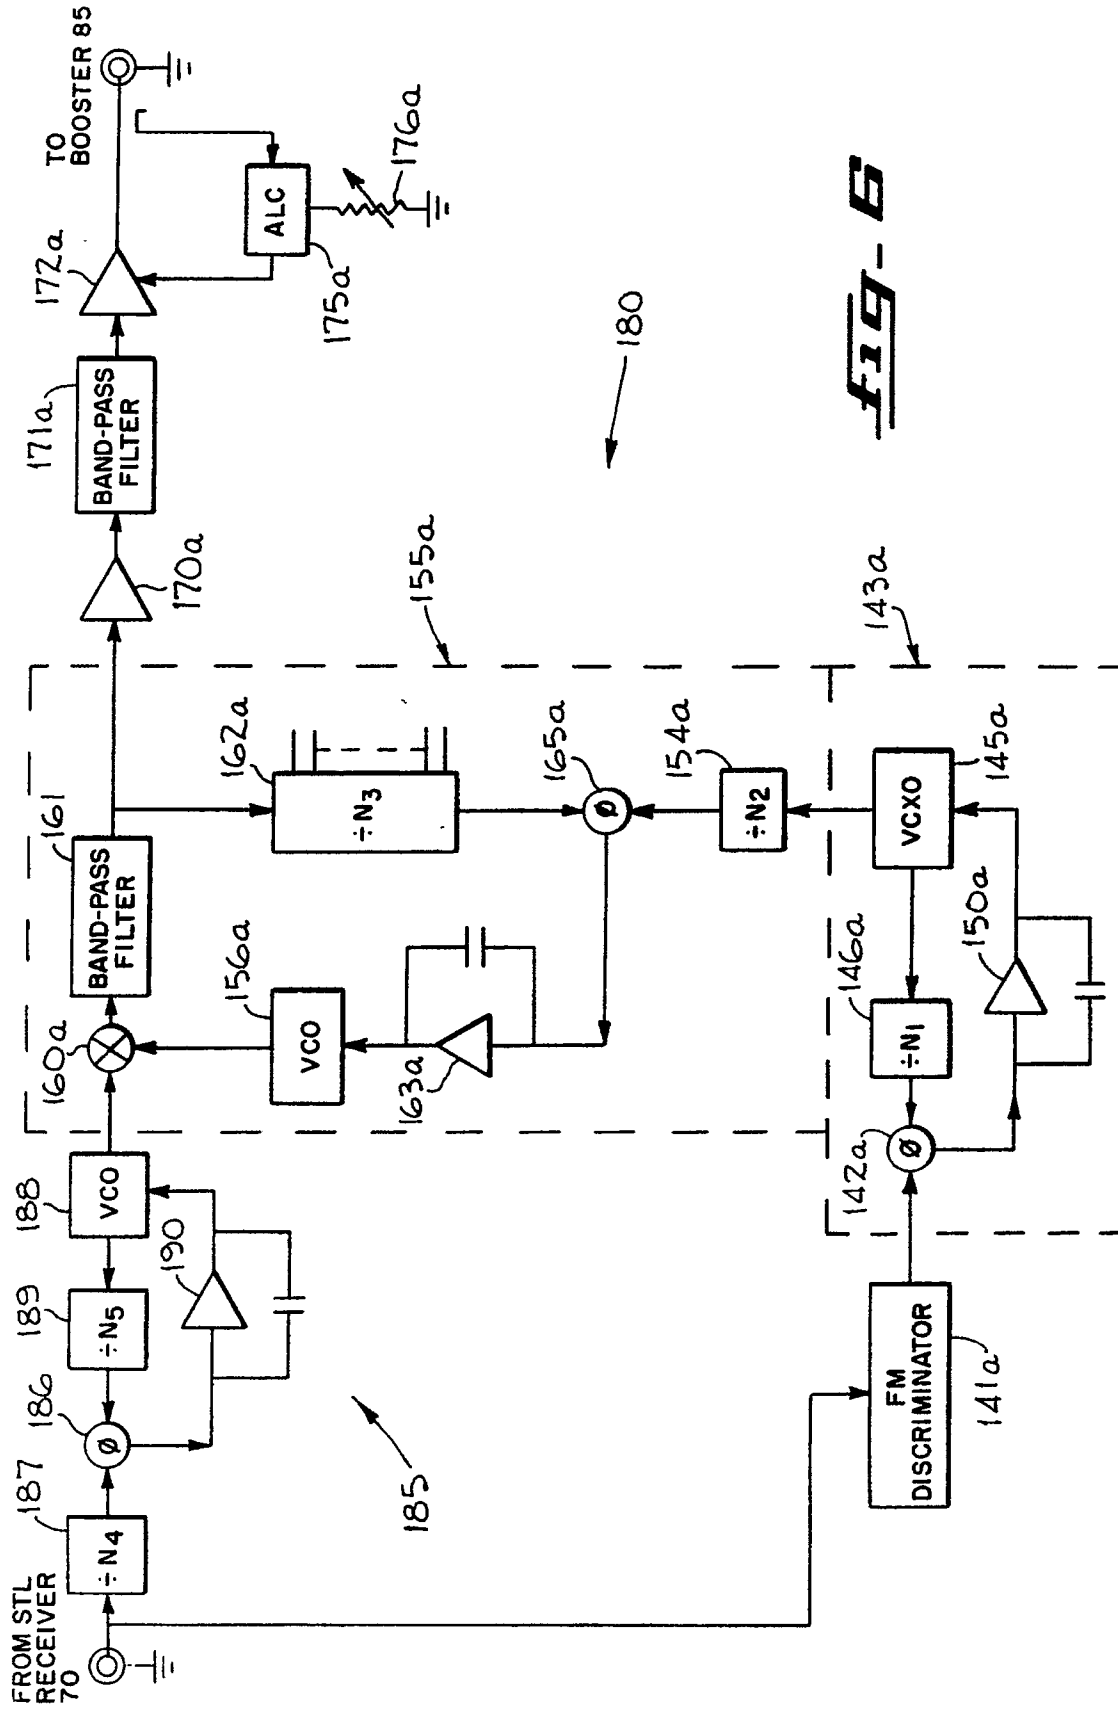 FROM STL
RECEIVER
70
187
÷N4
186
Ø
189
÷N5
188
VCO
190
185
160a
161
BAND-PASS
FILTER
156a
VCO
163a
162a
÷N3
165a
Ø
154a
÷N2
155a
170a
171a
BAND-PASS
FILTER
172a
TO
BOOSTER 85
ALC
175a
176a
180
FM
DISCRIMINATOR
141a
142a
Ø
146a
÷N1
150a
VCXO
145a
143a
fig-6